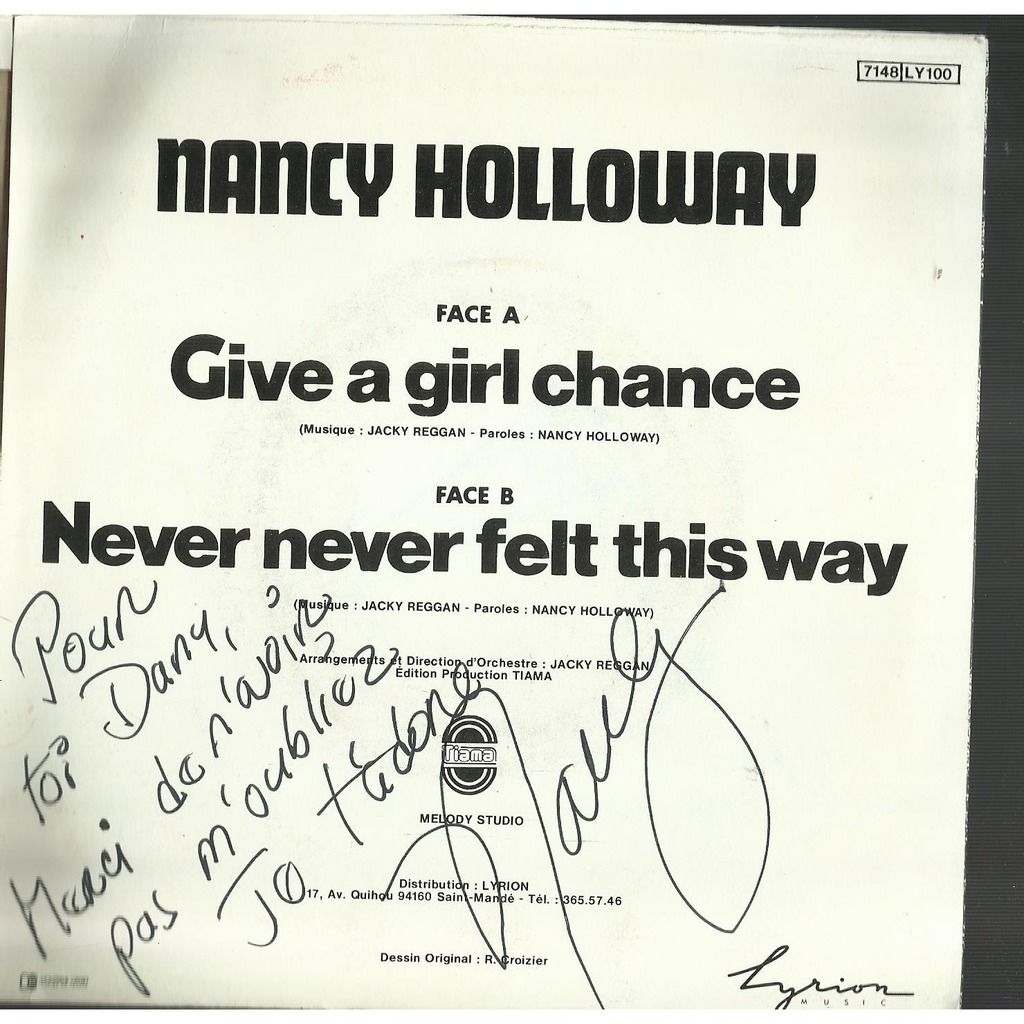 7148 LY100
NANCY HOLLOWAY
FACE A
Give a girl chance
(Musique : JACKY REGGAN - Paroles : NANCY HOLLOWAY)
FACE B
Never never felt this way
(Musique : JACKY REGGAN - Paroles : NANCY HOLLOWAY)
Arrangements et Direction d'Orchestre : JACKY REGGAN
Édition Production TIAMA
Tiama
MELODY STUDIO
Distribution : LYRION
17, Av. Quihou 94160 Saint-Mandé - Tél. : 365.57.46
Dessin Original : R. Croizier
Lyrion
MUSIC
Pour
toi Dany,
Merci de n'avoir
pas m'oubliez
Je t'adore
Nancy